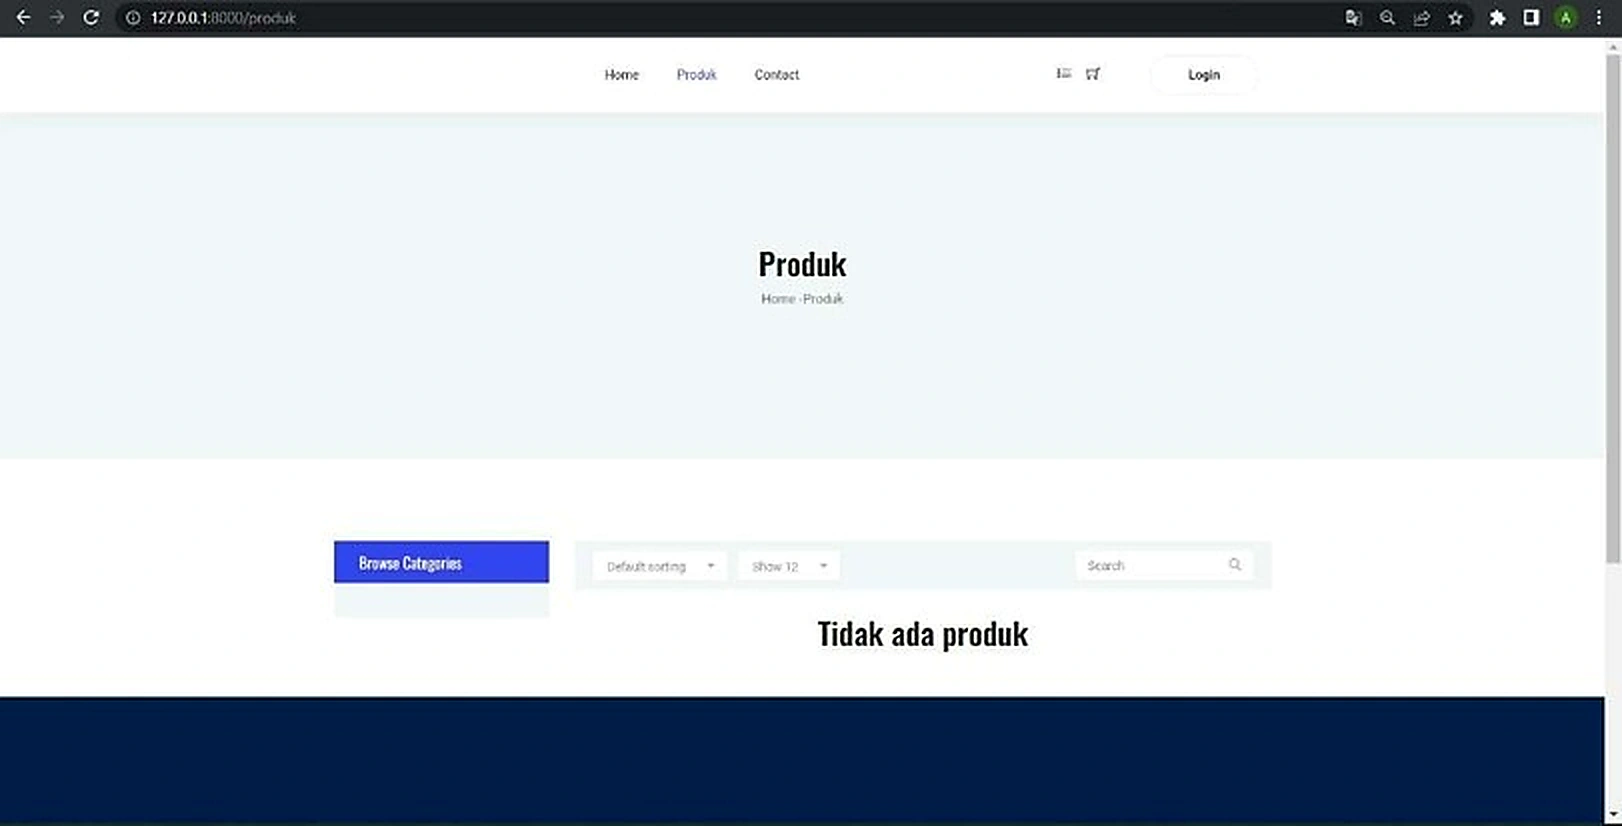 127.0.0.1:8000/produk
A
Home Produk Contact Login
Produk
Home -Produk
Browse Categories
Default sorting Show 12 Search
Tidak ada produk